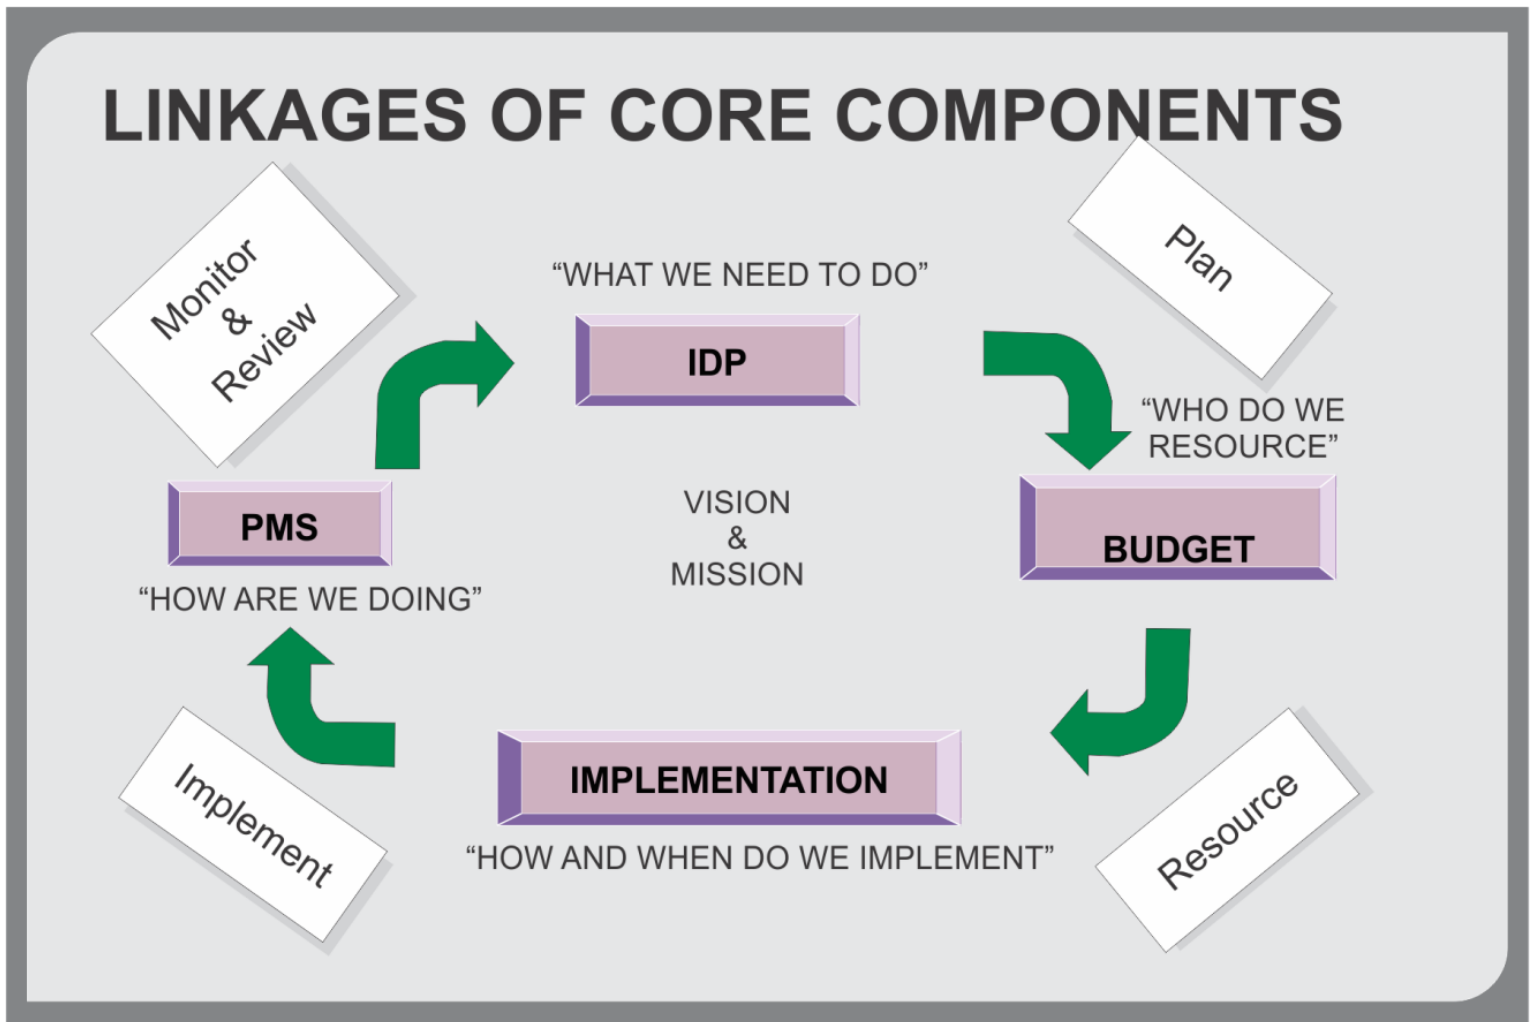 LINKAGES OF CORE COMPONENTS
Monitor
&
Review
Plan
“WHAT WE NEED TO DO”
IDP
“WHO DO WE
RESOURCE”
BUDGET
VISION
&
MISSION
PMS
“HOW ARE WE DOING”
IMPLEMENTATION
“HOW AND WHEN DO WE IMPLEMENT”
Implement
Resource